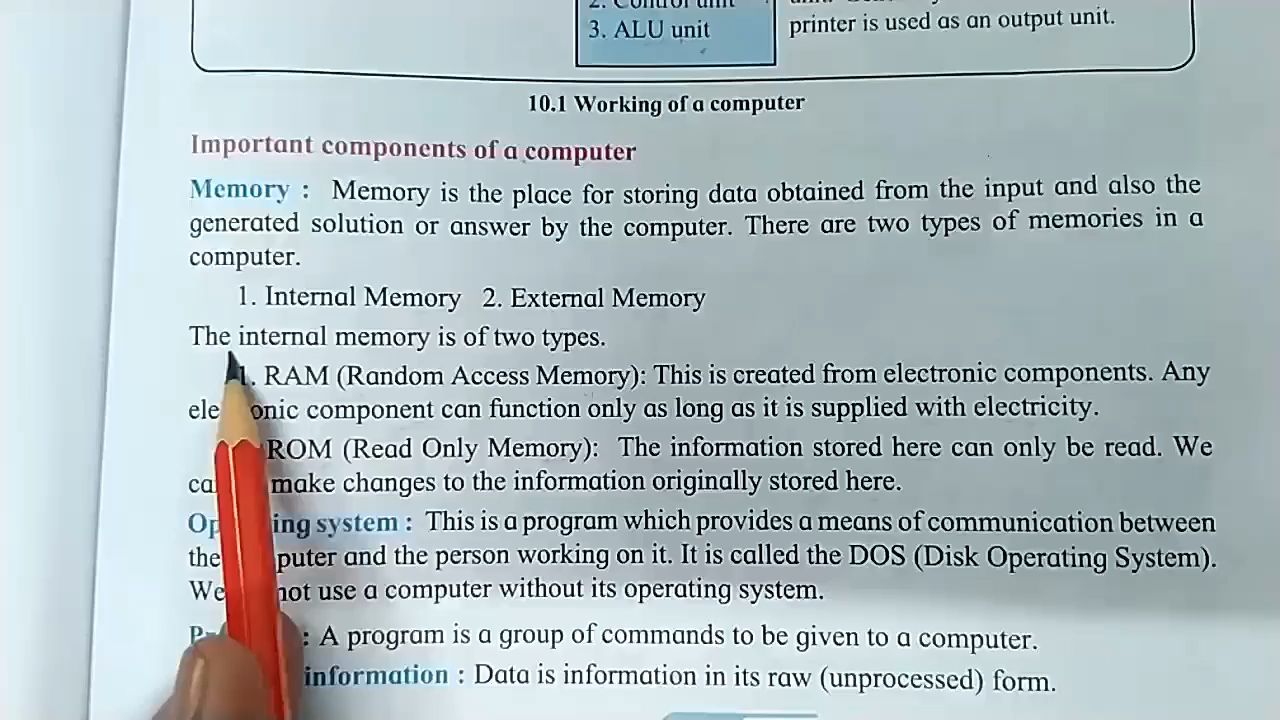 2. Control unit
3. ALU unit
printer is used as an output unit.
10.1 Working of a computer
Important components of a computer
Memory : Memory is the place for storing data obtained from the input and also the
generated solution or answer by the computer. There are two types of memories in a
computer.
1. Internal Memory 2. External Memory
The internal memory is of two types.
1. RAM (Random Access Memory): This is created from electronic components. Any
component can function only as long as it is supplied with electricity.
ROM (Read Only Memory): The information stored here can only be read. We
make changes to the information originally stored here.
system : This is a program which provides a means of communication between
the and the person working on it. It is called the DOS (Disk Operating System).
We not use a computer without its operating system.
: A program is a group of commands to be given to a computer.
information : Data is information in its raw (unprocessed) form.